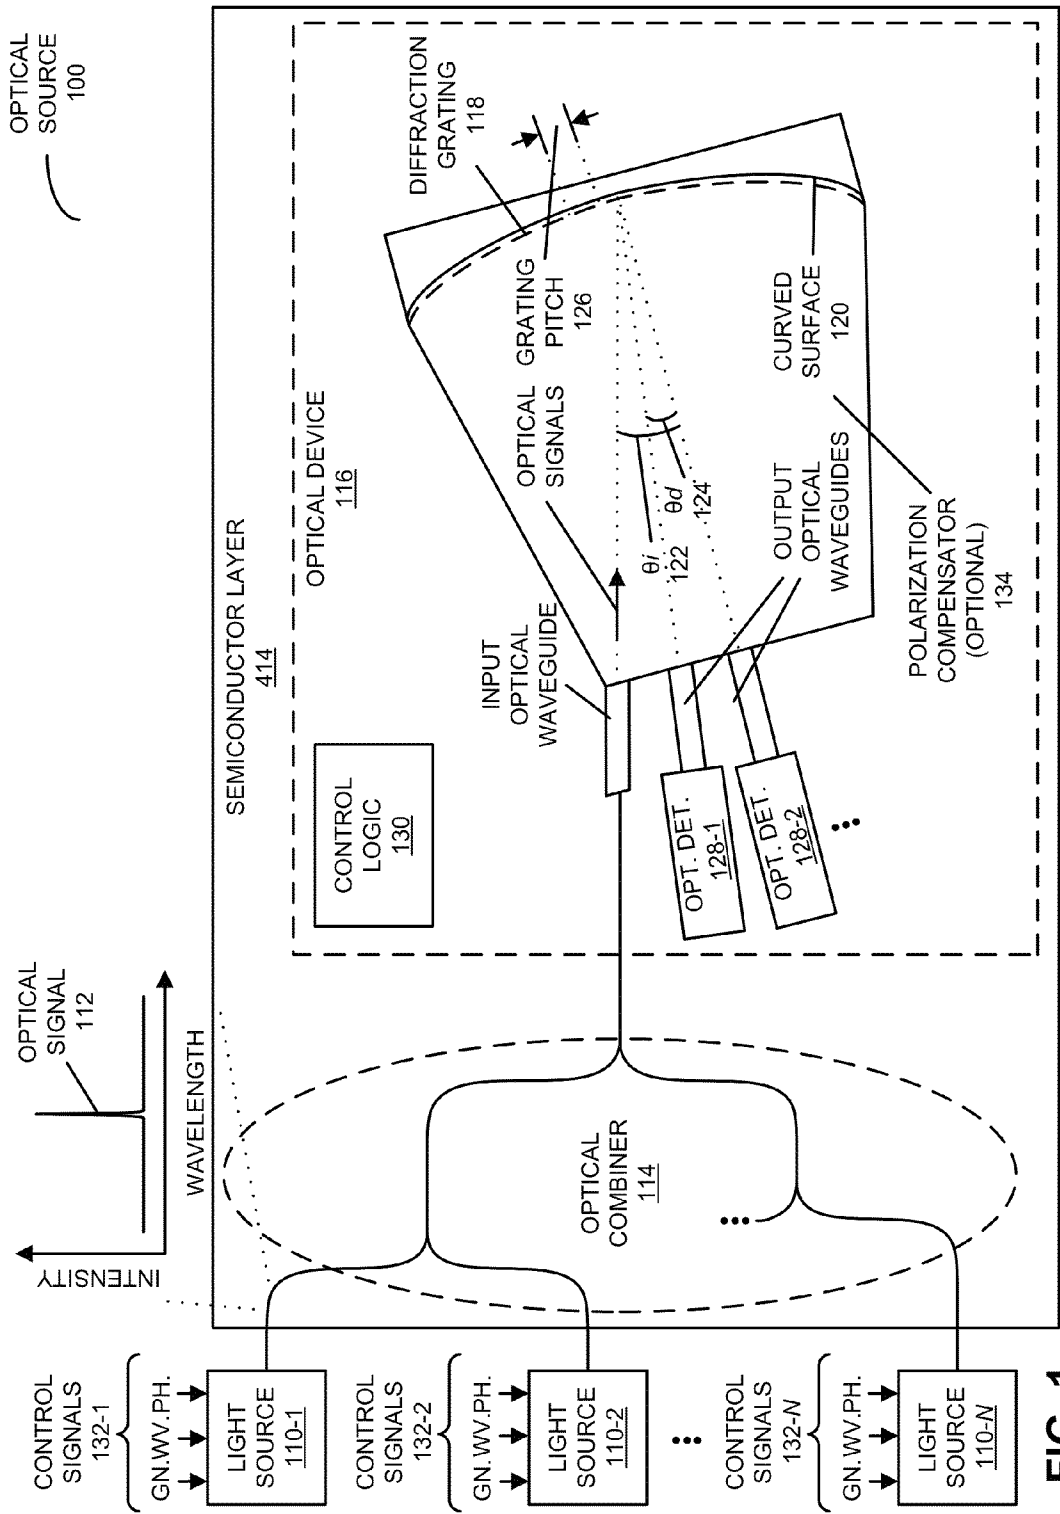 OPTICAL
SOURCE
100
OPTICAL
SIGNAL
112
INTENSITY
WAVELENGTH
SEMICONDUCTOR LAYER
414
OPTICAL DEVICE
116
CONTROL
LOGIC
130
DIFFRACTION
GRATING
118
GRATING
PITCH
126
OPTICAL
SIGNALS
INPUT
OPTICAL
WAVEGUIDE
θi
122
θd
124
CURVED
SURFACE
120
OUTPUT
OPTICAL
WAVEGUIDES
POLARIZATION
COMPENSATOR
(OPTIONAL)
134
OPT. DET.
128-1
OPT. DET.
128-2
OPTICAL
COMBINER
114
CONTROL
SIGNALS
132-1
GN.WV.PH.
LIGHT
SOURCE
110-1
CONTROL
SIGNALS
132-2
GN.WV.PH.
LIGHT
SOURCE
110-2
CONTROL
SIGNALS
132-N
GN.WV.PH.
LIGHT
SOURCE
110-N
FIG. 1